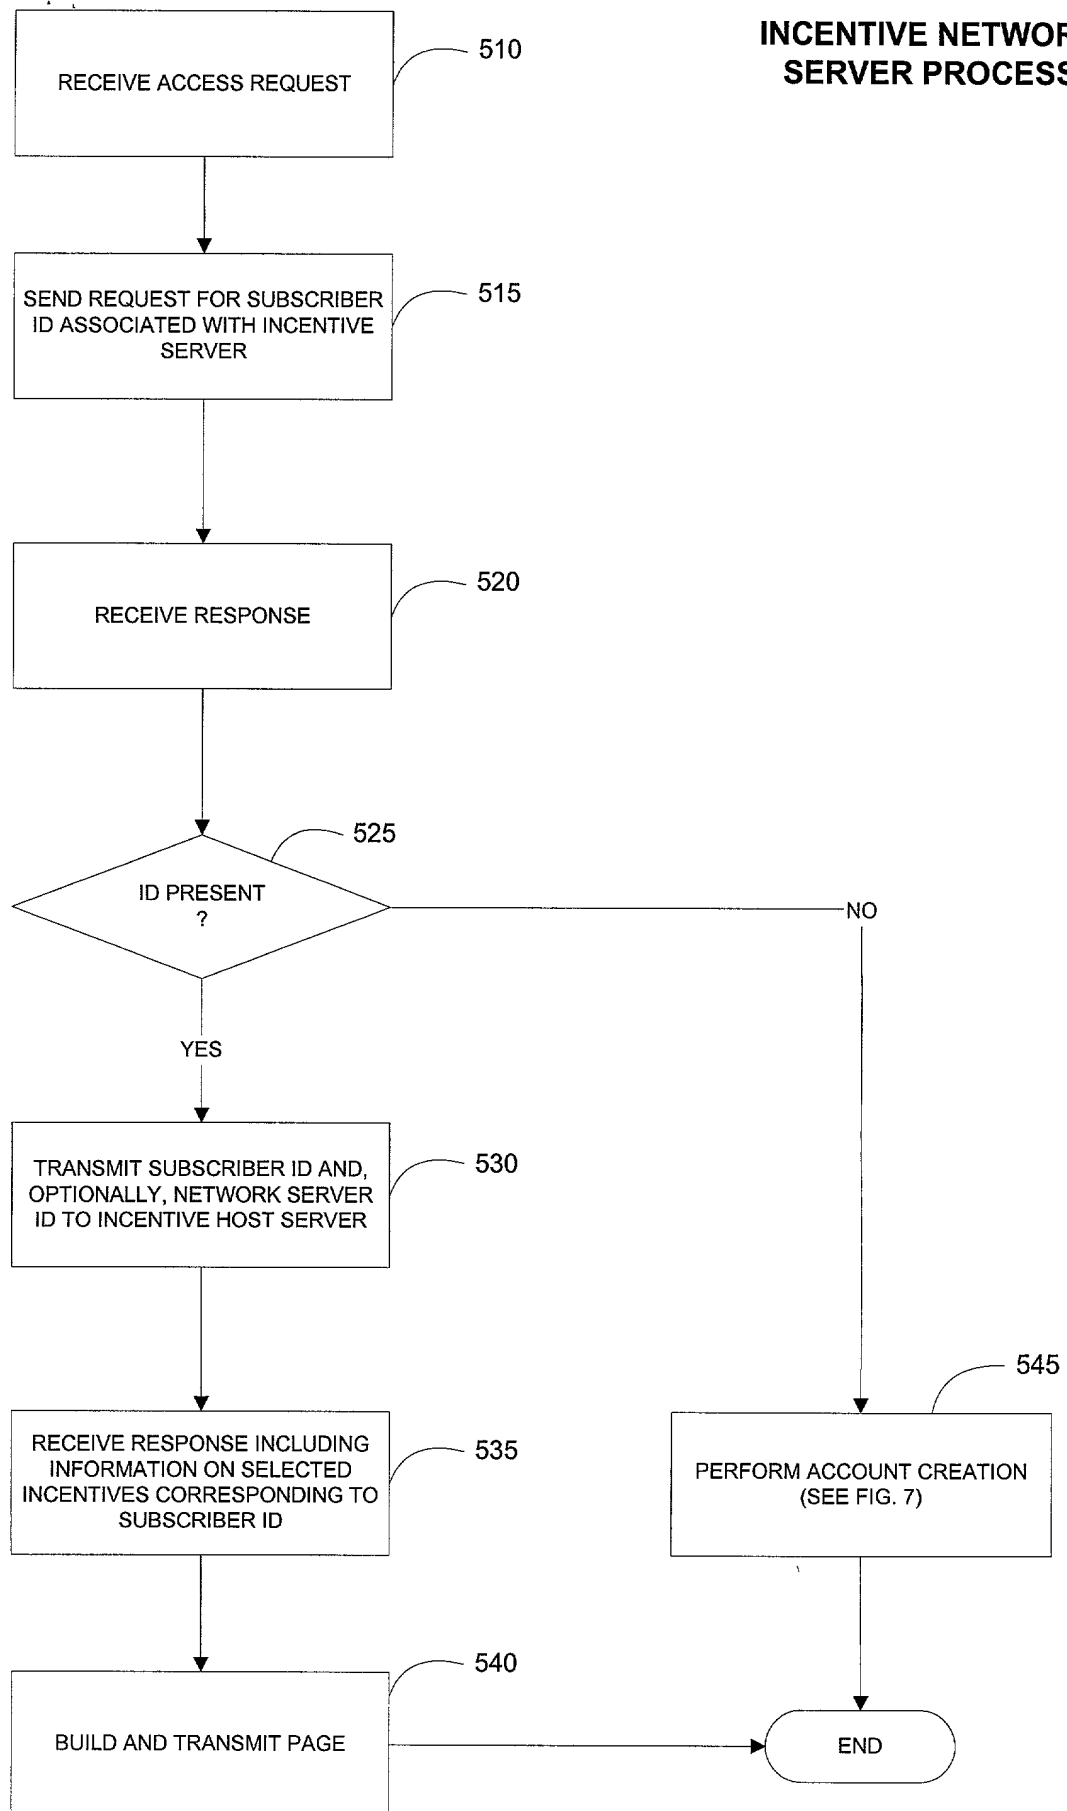 INCENTIVE NETWOR
SERVER PROCESS
RECEIVE ACCESS REQUEST
510
SEND REQUEST FOR SUBSCRIBER
ID ASSOCIATED WITH INCENTIVE
SERVER
515
RECEIVE RESPONSE
520
525
ID PRESENT
?
NO
YES
TRANSMIT SUBSCRIBER ID AND,
OPTIONALLY, NETWORK SERVER
ID TO INCENTIVE HOST SERVER
530
RECEIVE RESPONSE INCLUDING
INFORMATION ON SELECTED
INCENTIVES CORRESPONDING TO
SUBSCRIBER ID
535
545
PERFORM ACCOUNT CREATION
(SEE FIG. 7)
540
BUILD AND TRANSMIT PAGE
END